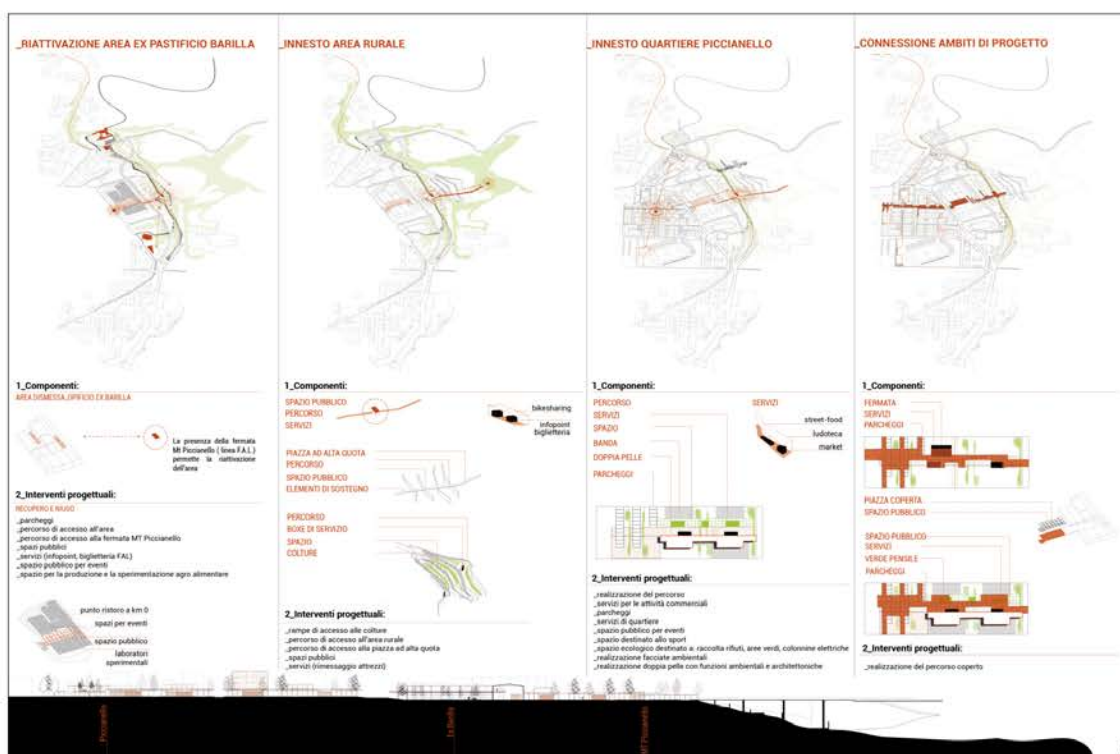 _RIATTIVAZIONE AREA EX PASTIFICIO BARILLA
1_Componenti:
AREA DISMESSA_OPIFICIO EX BARILLA
La presenza della fermata
Mt Piccianello ( linea F.A.L.)
permette la riattivazione
dell'area
2_Interventi progettuali:
RECUPERO E RIUSO
_parcheggi
_percorso di accesso all'area
_percorso di accesso alla fermata MT Piccianello
_spazi pubblici
_servizi (infopoint, biglietteria FAL)
_spazio pubblico per eventi
_spazio per la produzione e la sperimentazione agro alimentare
punto ristoro a km 0
spazi per eventi
spazio pubblico
laboratori
sperimentali
_INNESTO AREA RURALE
1_Componenti:
SPAZIO PUBBLICO
PERCORSO
SERVIZI
bikesharing
infopoint
biglietteria
PIAZZA AD ALTA QUOTA
PERCORSO
SPAZIO PUBBLICO
ELEMENTI DI SOSTEGNO
PERCORSO
BOXE DI SERVIZIO
SPAZIO
COLTURE
2_Interventi progettuali:
_rampe di accesso alle colture
_percorso di accesso all'area rurale
_percorso di accesso alla piazza ad alta quota
_spazi pubblici
_servizi (rimessaggio attrezzi)
_INNESTO QUARTIERE PICCIANELLO
1_Componenti:
PERCORSO
SERVIZI
SPAZIO
BANDA
DOPPIA PELLE
PARCHEGGI
SERVIZI
street-food
ludoteca
market
2_Interventi progettuali:
_realizzazione del percorso
_servizi per le attività commerciali
_parcheggi
_servizi di quartiere
_spazio pubblico per eventi
_spazio destinato allo sport
_spazio ecologico destinato a: raccolta rifiuti, aree verdi, colonnine elettriche
_realizzazione facciate ambientali
_realizzazione doppia pelle con funzioni ambientali e architettoniche
_CONNESSIONE AMBITI DI PROGETTO
1_Componenti:
FERMATA
SERVIZI
PARCHEGGI
PIAZZA COPERTA
SPAZIO PUBBLICO
SPAZIO PUBBLICO
SERVIZI
VERDE PENSILE
PARCHEGGI
2_Interventi progettuali:
_realizzazione del percorso coperto
Piccianello
MT Piccianello